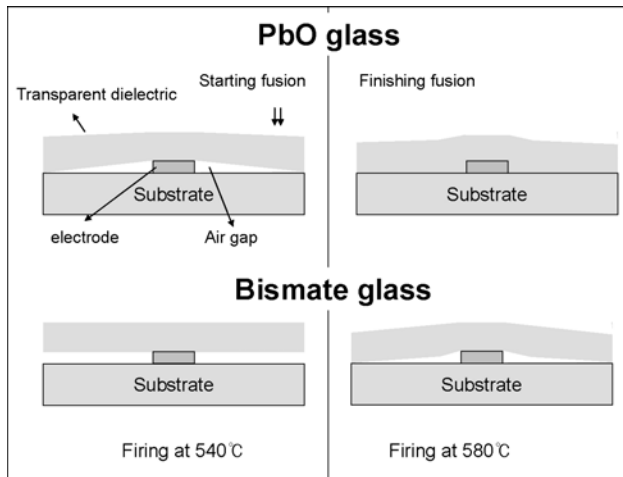 PbO glass
Transparent dielectric
Starting fusion
Finishing fusion
Substrate
Substrate
electrode
Air gap
Bismate glass
Substrate
Substrate
Firing at 540℃
Firing at 580℃